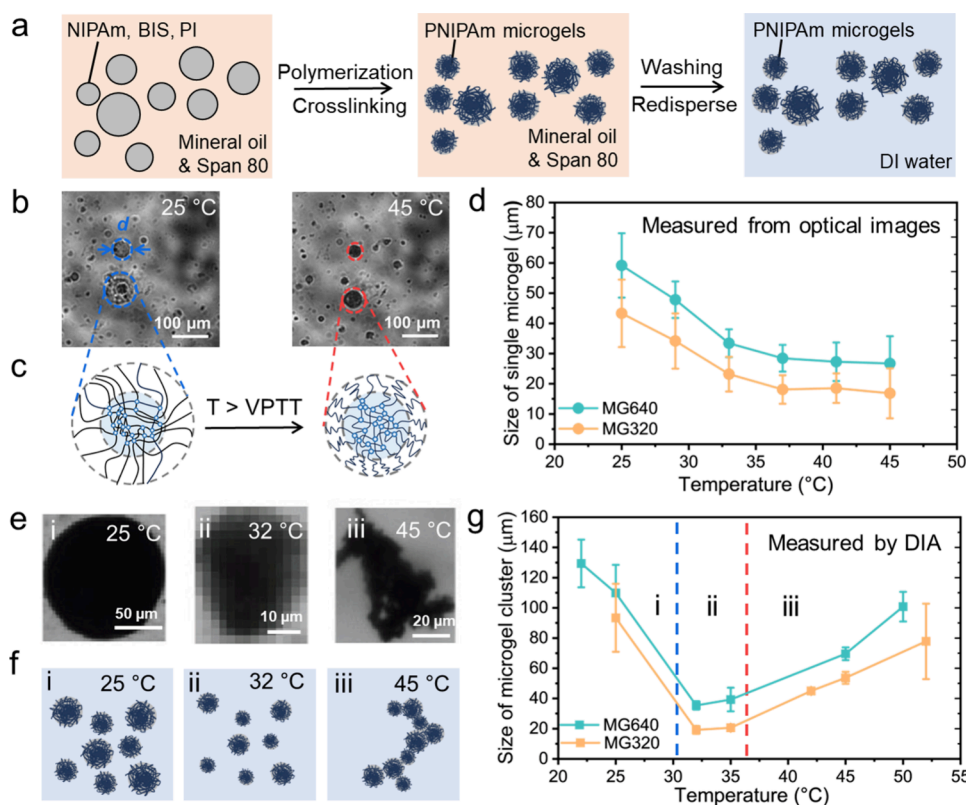 a
NIPAm, BIS, PI
Mineral oil
& Span 80
Polymerization
Crosslinking
PNIPAm microgels
Mineral oil
& Span 80
Washing
Redisperse
PNIPAm microgels
DI water
b
25 °C
d
100 µm
45 °C
100 µm
c
T > VPTT
d
Measured from optical images
Size of single microgel (µm)
80
70
60
50
40
30
20
10
0
MG640
MG320
20 25 30 35 40 45 50
Temperature (°C)
e
i 25 °C
50 µm
ii 32 °C
10 µm
iii 45 °C
20 µm
f
i 25 °C
ii 32 °C
iii 45 °C
g
Measured by DIA
Size of microgel cluster (µm)
160
140
120
100
80
60
40
20
0
i ii iii
MG640
MG320
20 25 30 35 40 45 50 55
Temperature (°C)